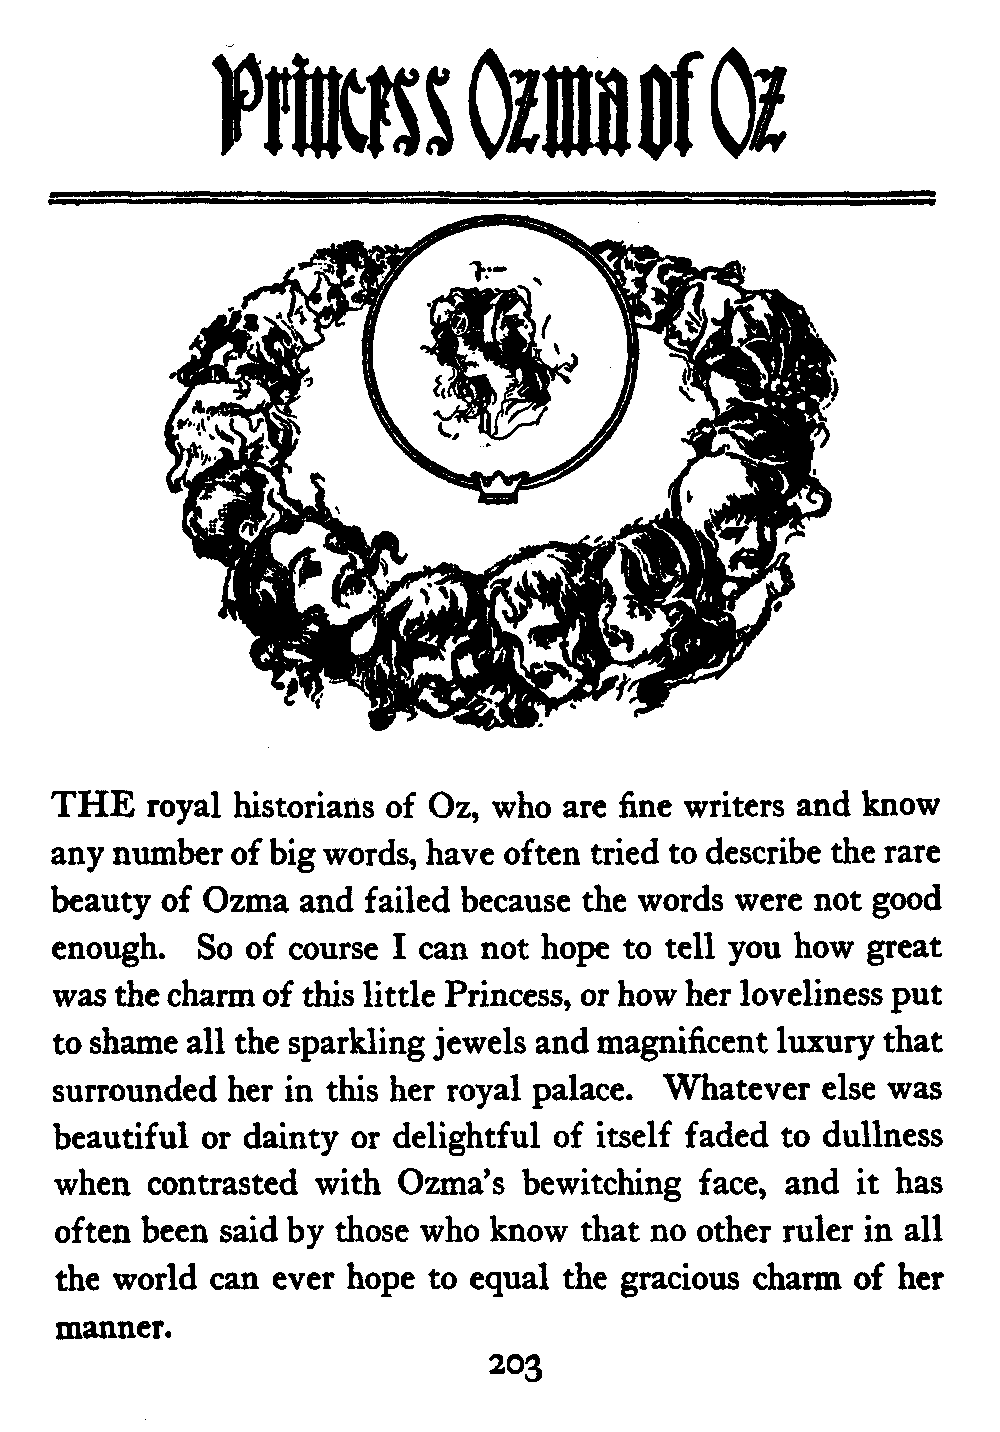 Princess Ozma of Oz
THE royal historians of Oz, who are fine writers and know
any number of big words, have often tried to describe the rare
beauty of Ozma and failed because the words were not good
enough. So of course I can not hope to tell you how great
was the charm of this little Princess, or how her loveliness put
to shame all the sparkling jewels and magnificent luxury that
surrounded her in this her royal palace. Whatever else was
beautiful or dainty or delightful of itself faded to dullness
when contrasted with Ozma's bewitching face, and it has
often been said by those who know that no other ruler in all
the world can ever hope to equal the gracious charm of her
manner.
203